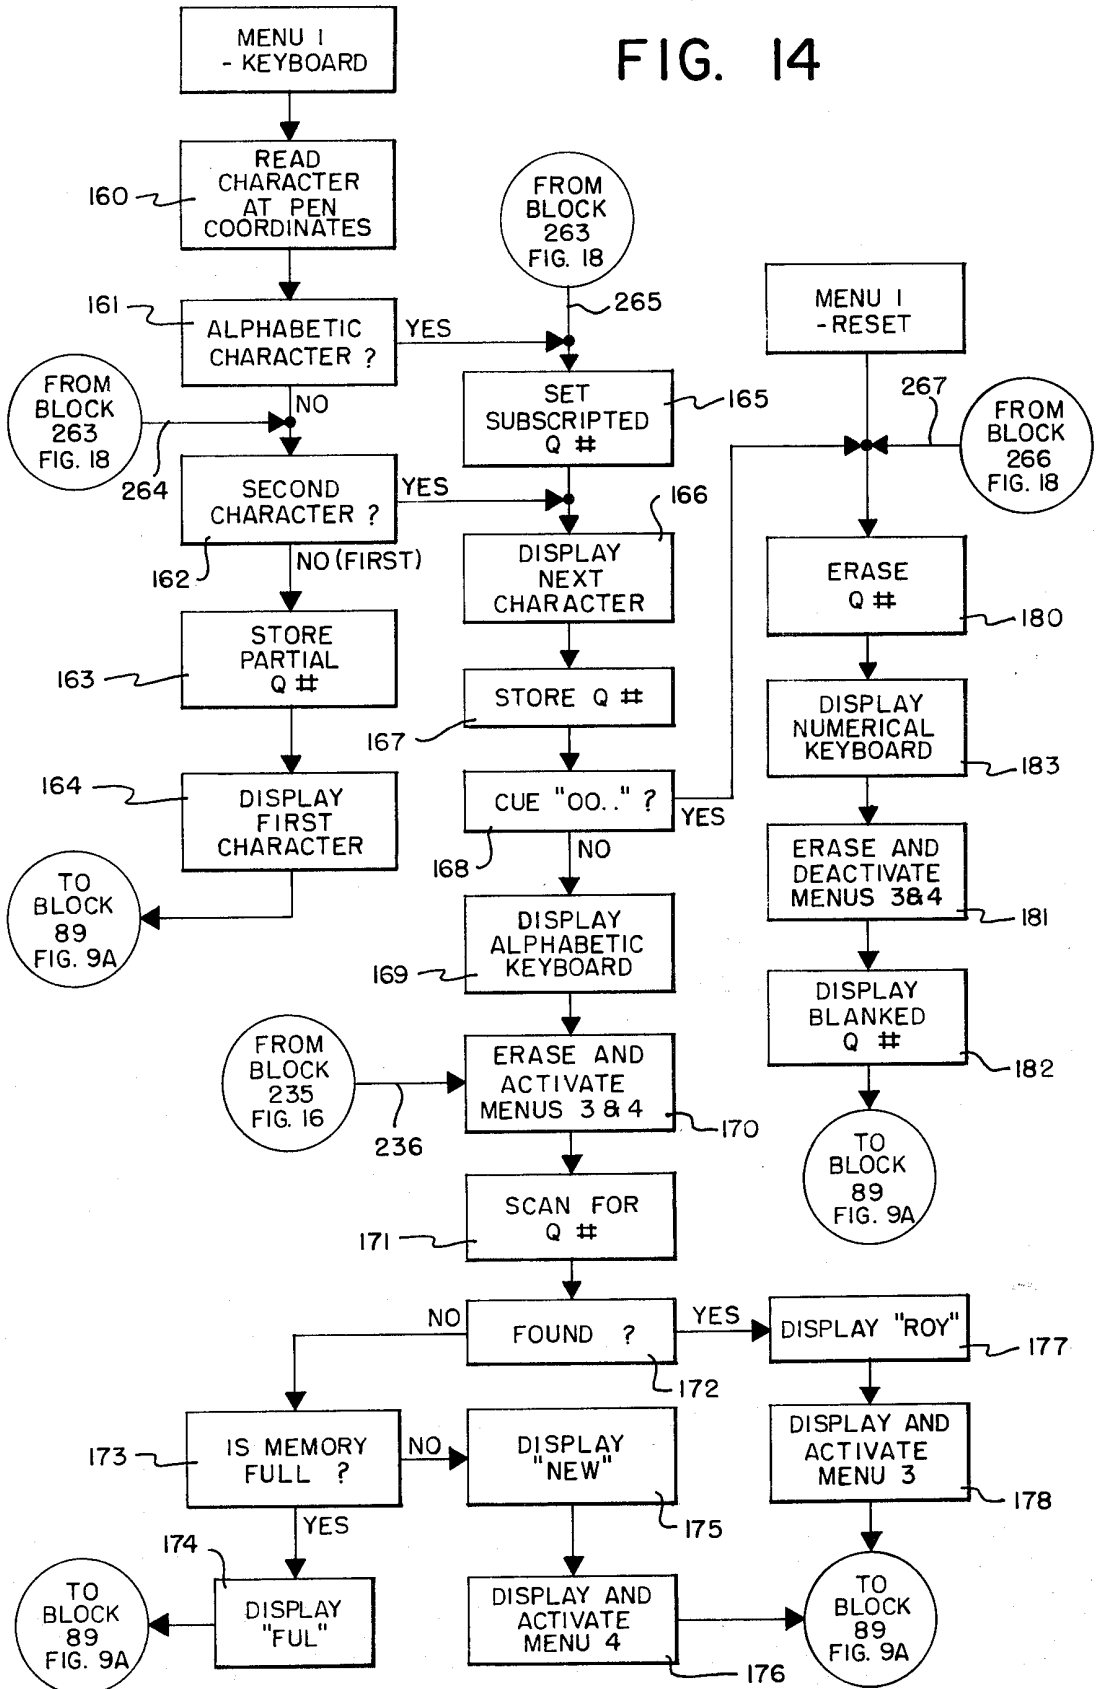 FIG. 14
MENU 1
- KEYBOARD
READ
CHARACTER
AT PEN
COORDINATES
160
161
ALPHABETIC
CHARACTER ?
YES
NO
FROM
BLOCK
263
FIG. 18
264
SECOND
CHARACTER ?
YES
162
NO (FIRST)
STORE
PARTIAL
Q #
163
164
DISPLAY
FIRST
CHARACTER
TO
BLOCK
89
FIG. 9A
FROM
BLOCK
263
FIG. 18
265
SET
SUBSCRIPTED
Q #
165
166
DISPLAY
NEXT
CHARACTER
STORE Q #
167
CUE "00.." ?
168
YES
NO
DISPLAY
ALPHABETIC
KEYBOARD
169
FROM
BLOCK
235
FIG. 16
236
ERASE AND
ACTIVATE
MENUS 3 & 4
170
SCAN FOR
Q #
171
FOUND ?
172
NO
YES
IS MEMORY
FULL ?
173
NO
YES
174
DISPLAY
"FUL"
TO
BLOCK
89
FIG. 9A
DISPLAY
"NEW"
175
DISPLAY AND
ACTIVATE
MENU 4
176
MENU 1
-RESET
267
FROM
BLOCK
266
FIG. 18
ERASE
Q #
180
DISPLAY
NUMERICAL
KEYBOARD
183
ERASE AND
DEACTIVATE
MENUS 3&4
181
DISPLAY
BLANKED
Q #
182
TO
BLOCK
89
FIG. 9A
DISPLAY "ROY"
177
DISPLAY AND
ACTIVATE
MENU 3
178
TO
BLOCK
89
FIG. 9A